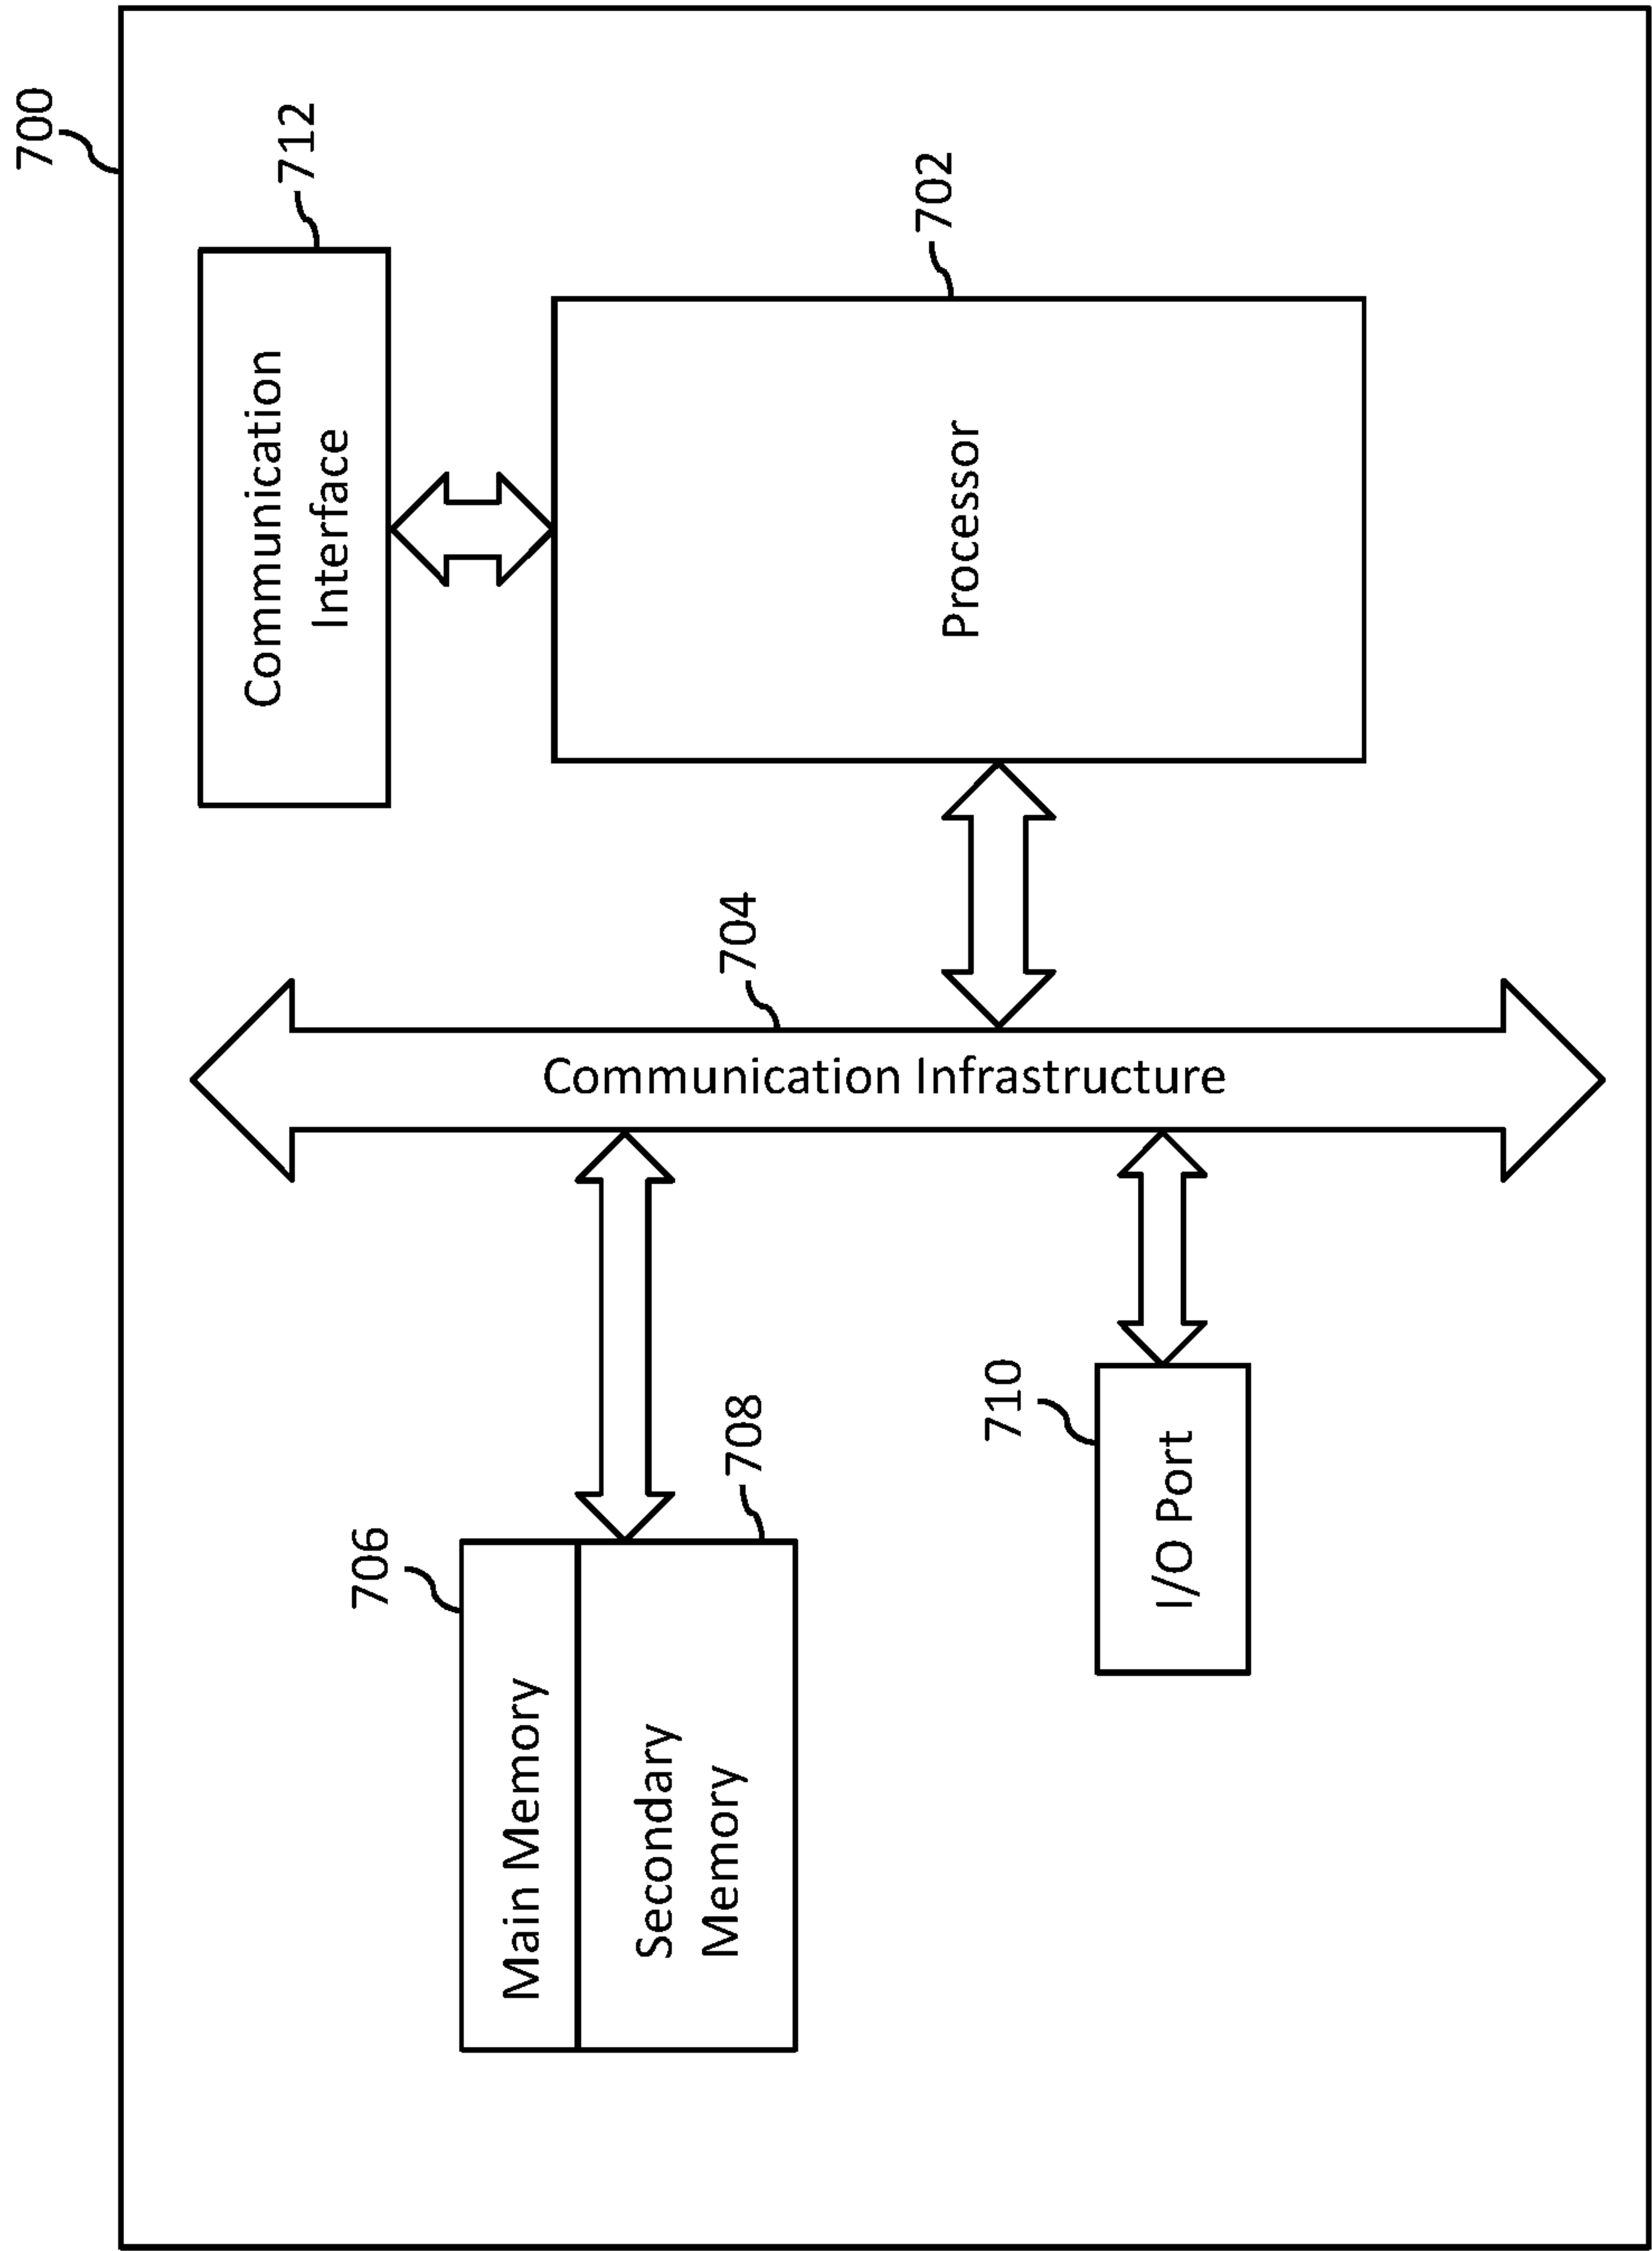 700
Communication
Interface
712
Processor
702
704
Communication Infrastructure
706
Main Memory
708
Secondary
Memory
710
I/O Port